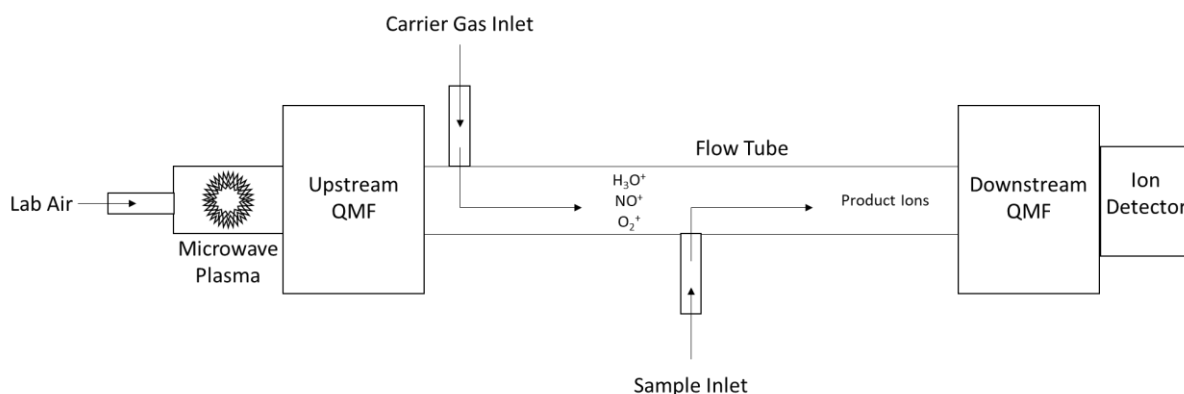 Carrier Gas Inlet
Lab Air
Microwave
Plasma
Upstream
QMF
Flow Tube
H₃O⁺
NO⁺
O₂⁺
Sample Inlet
Product Ions
Downstream
QMF
Ion
Detector